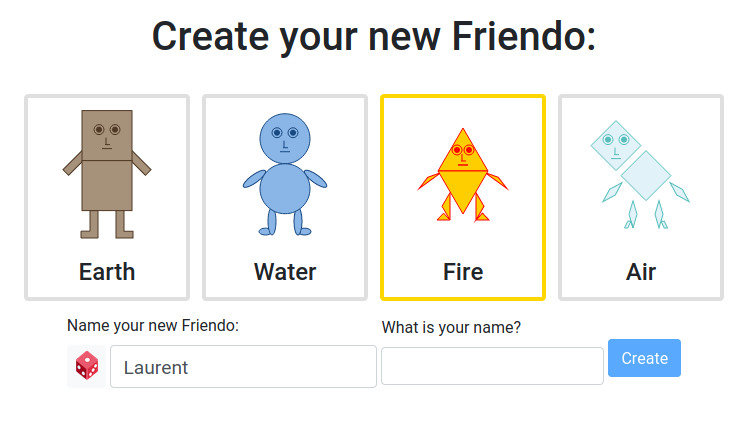 Create your new Friendo:
Earth
Water
Fire
Air
Name your new Friendo:
What is your name?
Laurent
Create